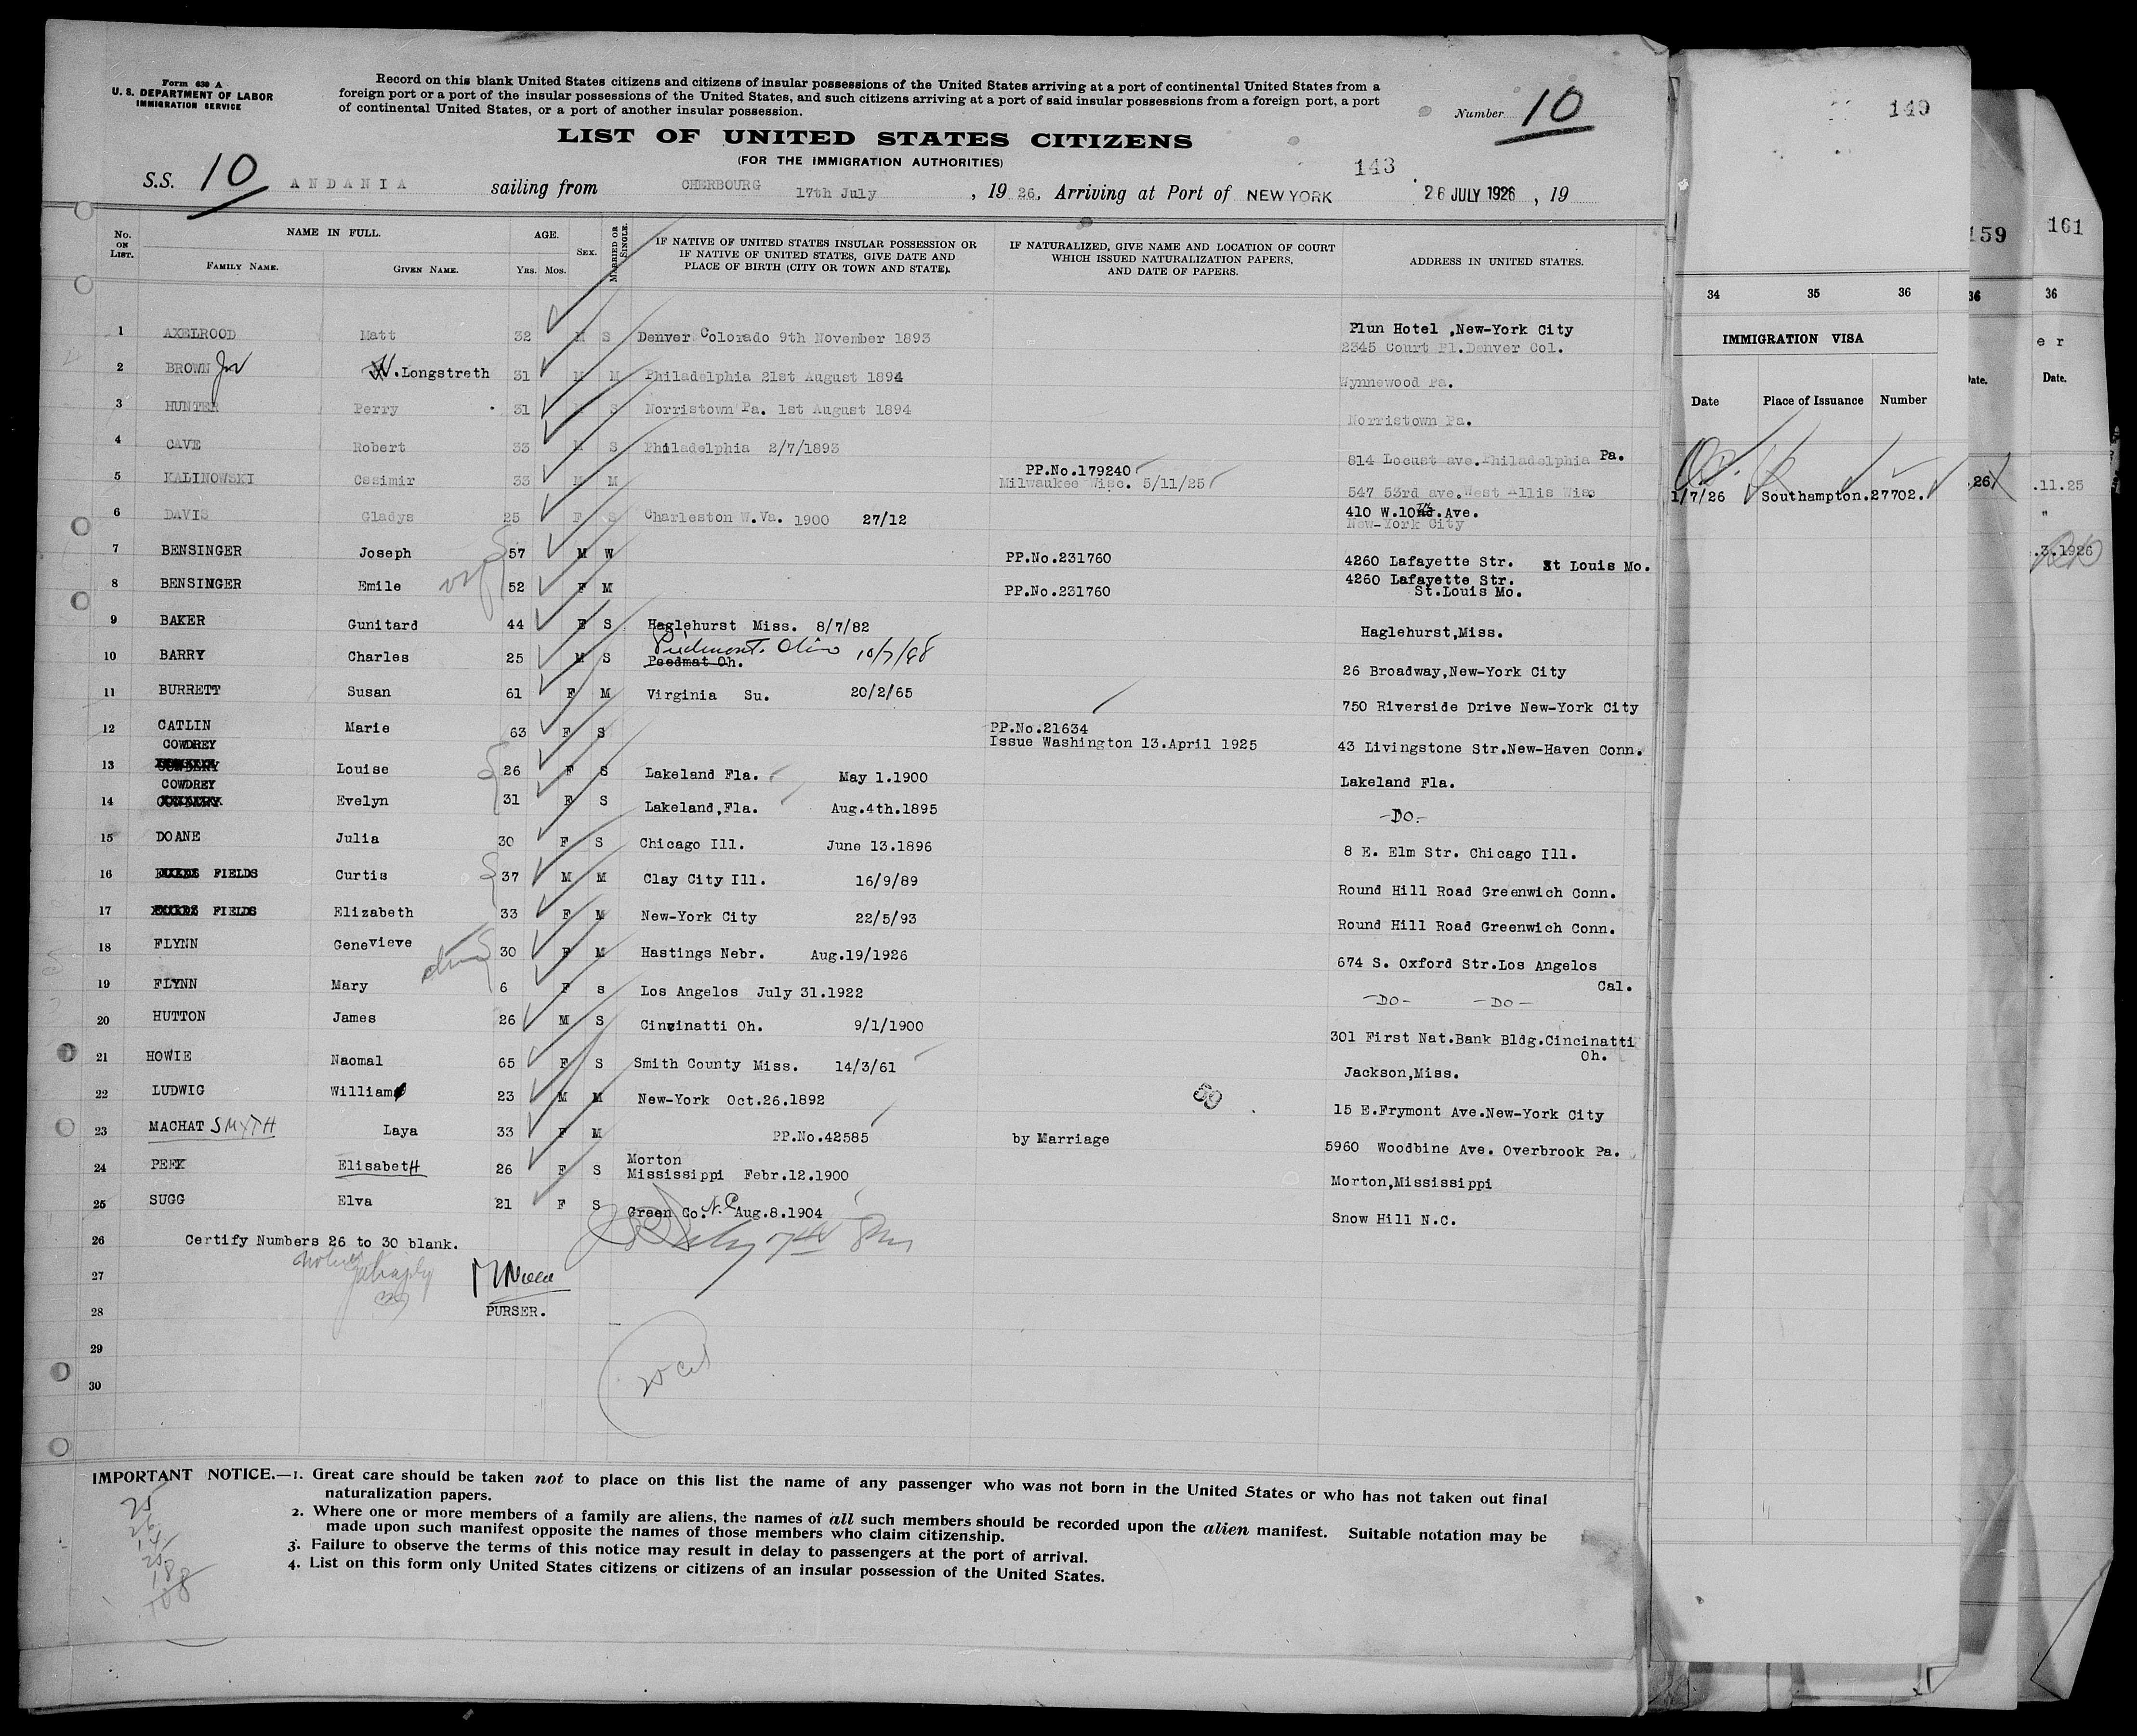 Form 630 A
U. S. DEPARTMENT OF LABOR
IMMIGRATION SERVICE
Record on this blank United States citizens and citizens of insular possessions of the United States arriving at a port of continental United States from a
foreign port or a port of the insular possessions of the United States, and such citizens arriving at a port of said insular possessions from a foreign port, a port
of continental United States, or a port of another insular possession.
Number 10
LIST OF UNITED STATES CITIZENS
(FOR THE IMMIGRATION AUTHORITIES)
143
S.S. 10 ANDANIA sailing from CHERBOURG 17th July, 19 26, Arriving at Port of NEW YORK 26 JULY 1926, 19
No. ON LIST. NAME IN FULL. FAMILY NAME. GIVEN NAME. AGE. Yrs. Mos. SEX. MARRIED OR SINGLE. IF NATIVE OF UNITED STATES INSULAR POSSESSION OR IF NATIVE OF UNITED STATES, GIVE DATE AND PLACE OF BIRTH (CITY OR TOWN AND STATE). IF NATURALIZED, GIVE NAME AND LOCATION OF COURT WHICH ISSUED NATURALIZATION PAPERS, AND DATE OF PAPERS. ADDRESS IN UNITED STATES.
1 AXELROOD Matt 32 M S Denver Colorado 9th November 1893 Plun Hotel ,New-York City
2345 Court Pl.Denver Col.
2 BROWN Jr W.Longstreth 31 M M Philadelphia 21st August 1894 Wynnewood Pa.
3 HUNTER Perry 31 M S Norristown Pa. 1st August 1894 Norristown Pa.
4 CAVE Robert 33 M S Philadelphia 2/7/1893 814 Locust ave.Philadelphia Pa.
5 KALINOWSKI Casimir 33 M M PP.No.179240
Milwaukee Wisc. 5/11/25 547 53rd ave.West Allis Wisc
6 DAVIS Gladys 25 F S Charleston W.Va. 1900 27/12 410 W.10 .Ave.
New-York City
7 BENSINGER Joseph 57 M W PP.No.231760 4260 Lafayette Str. St Louis Mo.
8 BENSINGER Emile 52 F M PP.No.231760 4260 Lafayette Str.
St.Louis Mo.
9 BAKER Gunitard 44 F S Haglehurst Miss. 8/7/82 Haglehurst,Miss.
10 BARRY Charles 25 M S Piedmont. Ohio 10/7/98
Peedmat Oh. 26 Broadway,New-York City
11 BURRETT Susan 61 F M Virginia Su. 20/2/65 750 Riverside Drive New-York City
12 CATLIN Marie 63 F S PP.No.21634
Issue Washington 13.April 1925 43 Livingstone Str.New-Haven Conn.
13 COWDREY Louise 26 F S Lakeland Fla. May 1.1900 Lakeland Fla.
14 COWDREY Evelyn 31 F S Lakeland,Fla. Aug.4th.1895 -DO-
15 DOANE Julia 30 F S Chicago Ill. June 13.1896 8 E. Elm Str. Chicago Ill.
16 FIELDS Curtis 37 M M Clay City Ill. 16/9/89 Round Hill Road Greenwich Conn.
17 FIELDS Elizabeth 33 F M New-York City 22/5/93 Round Hill Road Greenwich Conn.
18 FLYNN Genevieve 30 F M Hastings Nebr. Aug.19/1926 674 S. Oxford Str.Los Angelos
Cal.
19 FLYNN Mary 6 F s Los Angelos July 31.1922 -DO- -DO-
20 HUTTON James 26 M S Cincinatti Oh. 9/1/1900 301 First Nat.Bank Bldg.Cincinatti
Oh.
21 HOWIE Naomal 65 F S Smith County Miss. 14/3/61 Jackson,Miss.
22 LUDWIG William 23 M M New-York Oct.26.1892 15 E.Frymont Ave.New-York City
23 MACHAT SMYTH Laya 33 F M PP.No.42585 by Marriage 5960 Woodbine Ave. Overbrook Pa.
24 PEEK ElisabetH 26 F S Morton
Mississippi Febr.12.1900 Morton,Mississippi
25 SUGG Elva 21 F S Green Co. N.C. Aug.8.1904 Snow Hill N.C.
26 Certify Numbers 26 to 30 blank.
27
28 PURSER.
29
30
IMPORTANT NOTICE.—1. Great care should be taken not to place on this list the name of any passenger who was not born in the United States or who has not taken out final
naturalization papers.
2. Where one or more members of a family are aliens, the names of all such members should be recorded upon the alien manifest. Suitable notation may be
made upon such manifest opposite the names of those members who claim citizenship.
3. Failure to observe the terms of this notice may result in delay to passengers at the port of arrival.
4. List on this form only United States citizens or citizens of an insular possession of the United States.
25
26
14
25
18
108
149
34 35 36
IMMIGRATION VISA
Date Place of Issuance Number
1/7/26 Southampton.27702.
159
36
Date.
26
161
36
e r
Date.
.11.25
"
.3.1926